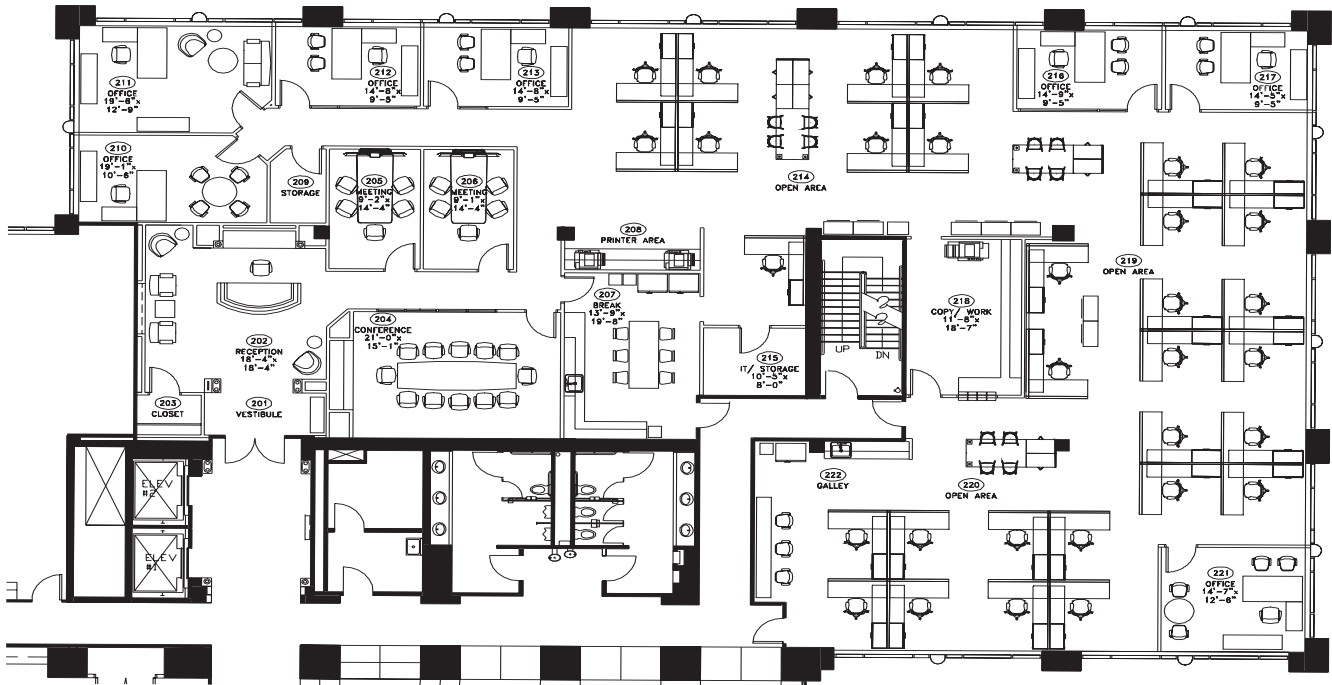 211
OFFICE
19'-6"x
12'-9"
212
OFFICE
14'-8"x
9'-5"
213
OFFICE
14'-8"x
9'-5"
216
OFFICE
14'-9"x
9'-5"
217
OFFICE
14'-5"x
9'-5"
210
OFFICE
19'-1"x
10'-6"
209
STORAGE
205
MEETING
9'-2"x
14'-4"
206
MEETING
9'-1"x
14'-4"
214
OPEN AREA
208
PRINTER AREA
219
OPEN AREA
207
BREAK
13'-9"x
19'-8"
218
COPY/ WORK
11'-8"x
18'-7"
204
CONFERENCE
21'-0"x
15'-1"
202
RECEPTION
18'-4"x
18'-4"
UP
DN
215
IT/ STORAGE
10'-5"x
8'-0"
203
CLOSET
201
VESTIBULE
222
GALLEY
220
OPEN AREA
ELEV
#2
ELEV
#1
221
OFFICE
14'-7"x
12'-6"